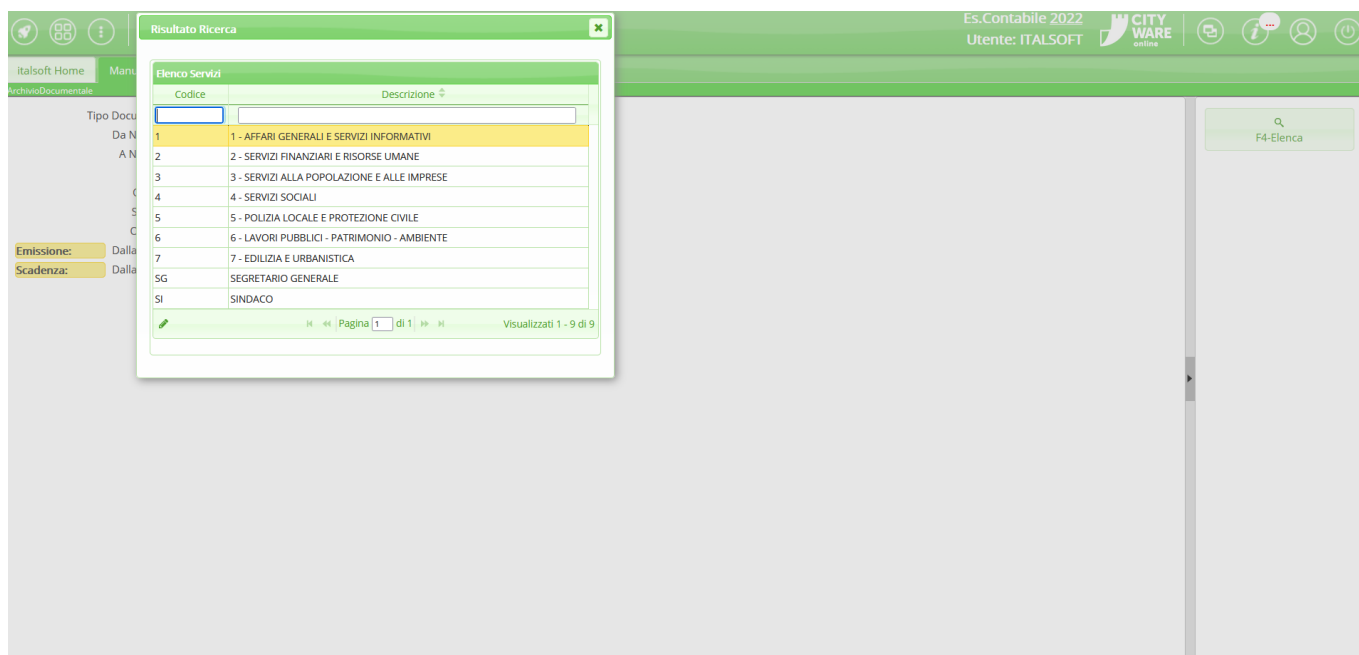 Risultato Ricerca
Es.Contabile 2022
Utente: ITALSOFT
CITY
WARE
online
...
italsoft Home
Manu
ArchivioDocumentale
Elenco Servizi
Codice Descrizione
1 1 - AFFARI GENERALI E SERVIZI INFORMATIVI
2 2 - SERVIZI FINANZIARI E RISORSE UMANE
3 3 - SERVIZI ALLA POPOLAZIONE E ALLE IMPRESE
4 4 - SERVIZI SOCIALI
5 5 - POLIZIA LOCALE E PROTEZIONE CIVILE
6 6 - LAVORI PUBBLICI - PATRIMONIO - AMBIENTE
7 7 - EDILIZIA E URBANISTICA
SG SEGRETARIO GENERALE
SI SINDACO
Pagina 1 di 1 Visualizzati 1 - 9 di 9
Tipo Docu
Da N
A N
Emissione: Dalla
Scadenza: Dalla
F4-Elenca